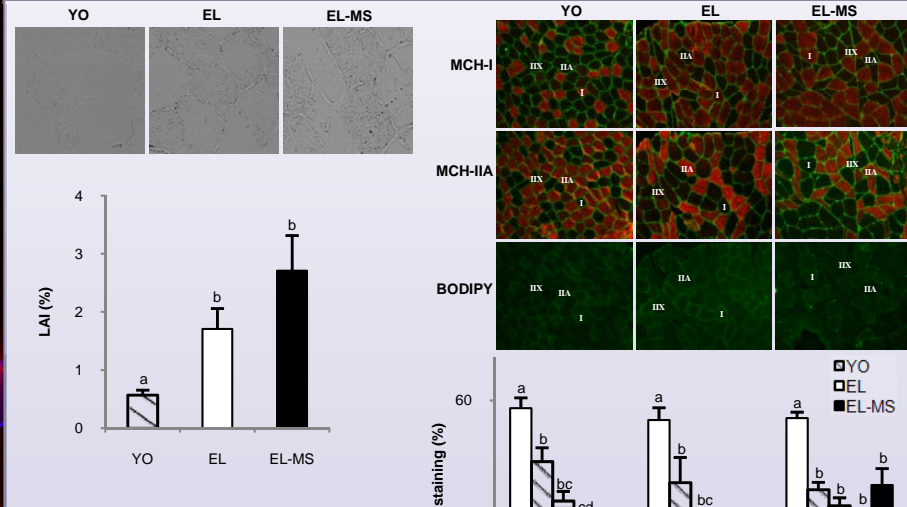 YO EL EL-MS
4
3
2
1
0
LAI (%)
a
b
b
YO EL EL-MS
YO EL EL-MS
MCH-I
IIX IIA I
IIA IIX I
I IIX IIA
MCH-IIA
IIX IIA I
IIA IIX I
I IIX IIA
BODIPY
IIX IIA I
IIA IIX I
I IIX IIA
YO
EL
EL-MS
60
staining (%)
a b bc cd
a b bc
a b b b b